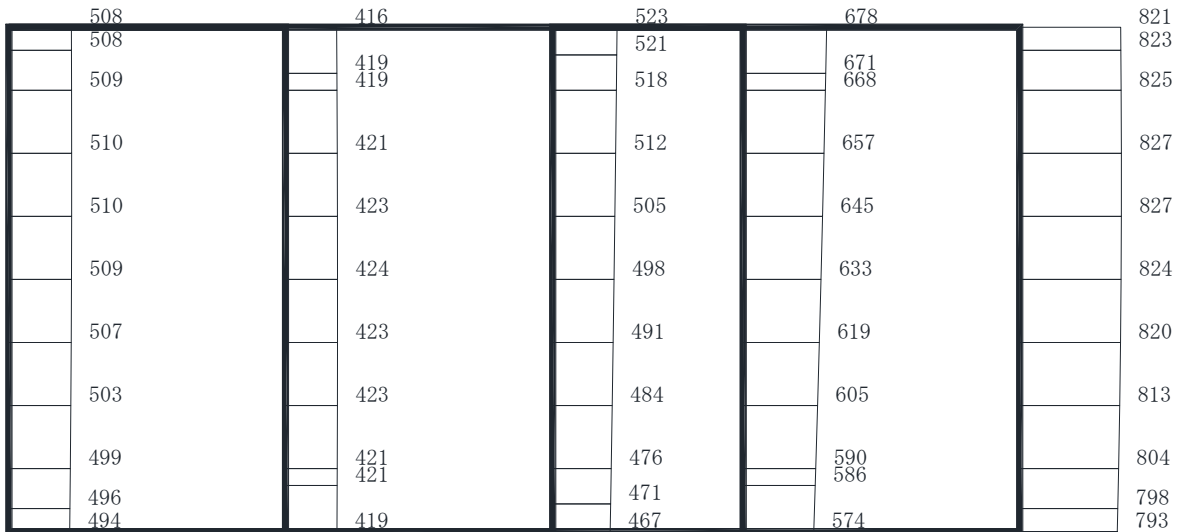 508 416 523 678 821
508 521 823
419 671
509 419 518 668 825
510 421 512 657 827
510 423 505 645 827
509 424 498 633 824
507 423 491 619 820
503 423 484 605 813
499 421 476 590 804
421 586
496 471 798
494 419 467 574 793